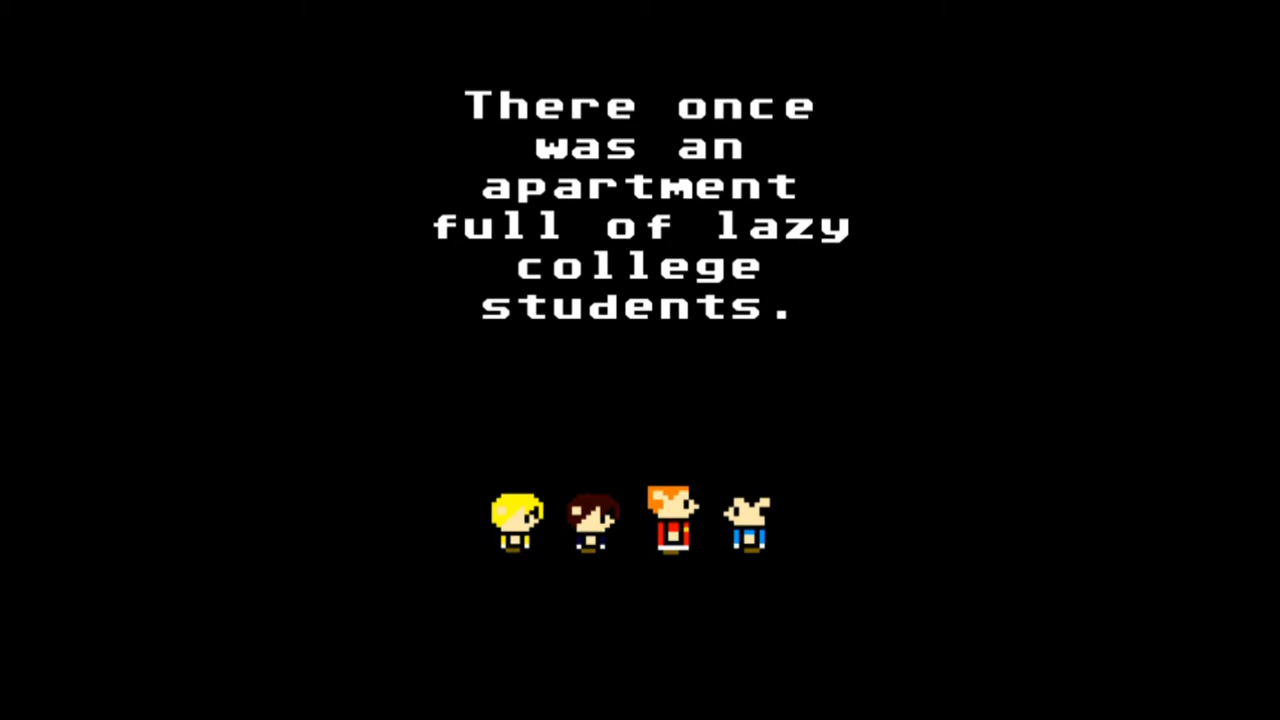 There once
was an
apartment
full of lazy
college
students.